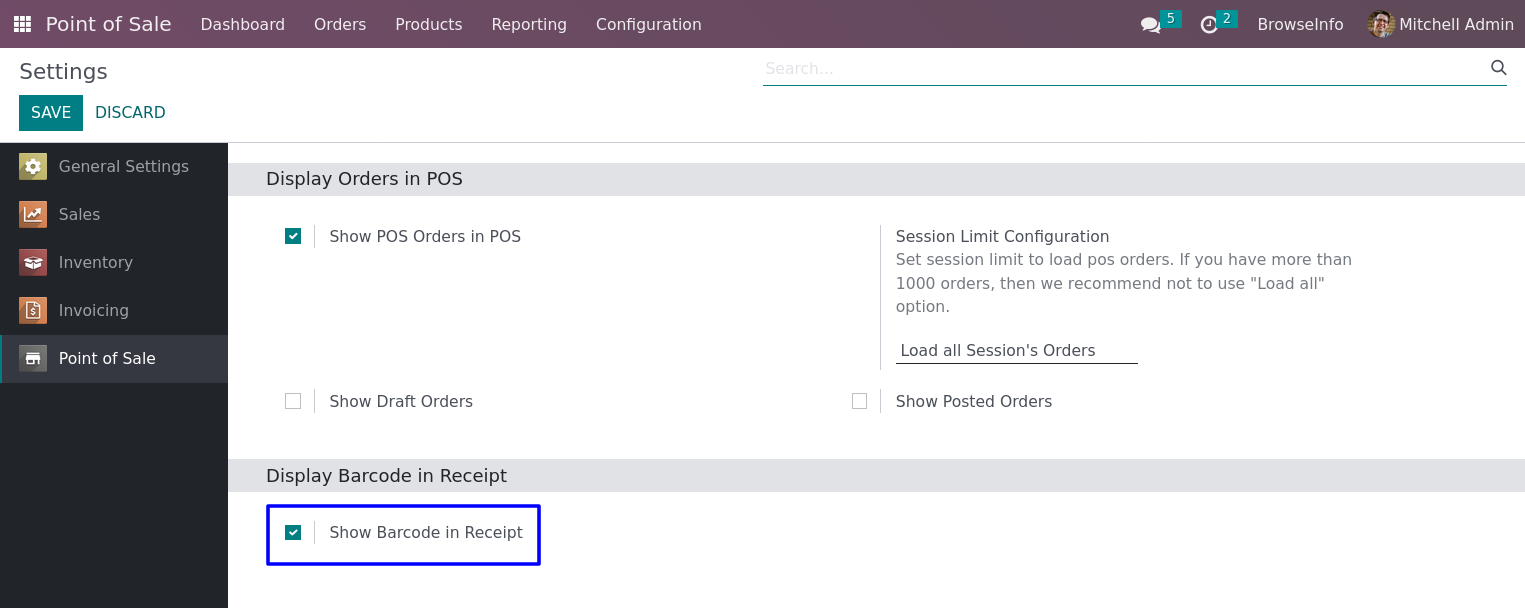 Point of Sale Dashboard Orders Products Reporting Configuration 5 2 BrowseInfo Mitchell Admin
Settings
Search...
SAVE DISCARD
General Settings
Sales
Inventory
Invoicing
Point of Sale
Display Orders in POS
Show POS Orders in POS
Session Limit Configuration
Set session limit to load pos orders. If you have more than
1000 orders, then we recommend not to use "Load all"
option.
Load all Session's Orders
Show Draft Orders
Show Posted Orders
Display Barcode in Receipt
Show Barcode in Receipt